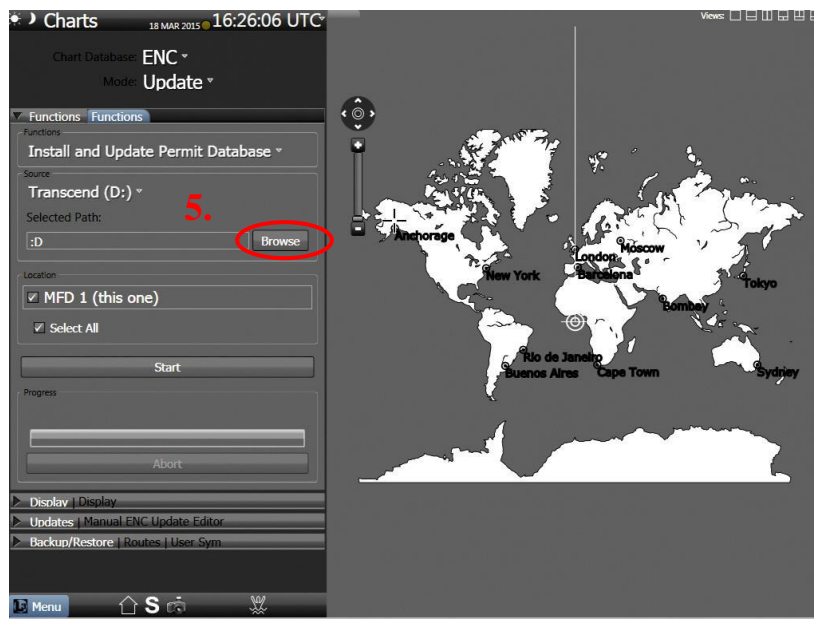 Charts 18 MAR 2015 16:26:06 UTC
Views:
Chart Database: ENC
Mode: Update
Functions Functions
Functions
Install and Update Permit Database
Source
Transcend (D:)
5.
Selected Path:
:D Browse
Location
MFD 1 (this one)
Select All
Start
Progress
Abort
Display | Display
Updates | Manual ENC Update Editor
Backup/Restore | Routes | User Sym
Menu S
Anchorage
London
Moscow
New York
Barcelona
Tokyo
Bombay
Rio de Janeiro
Buenos Aires
Cape Town
Sydney